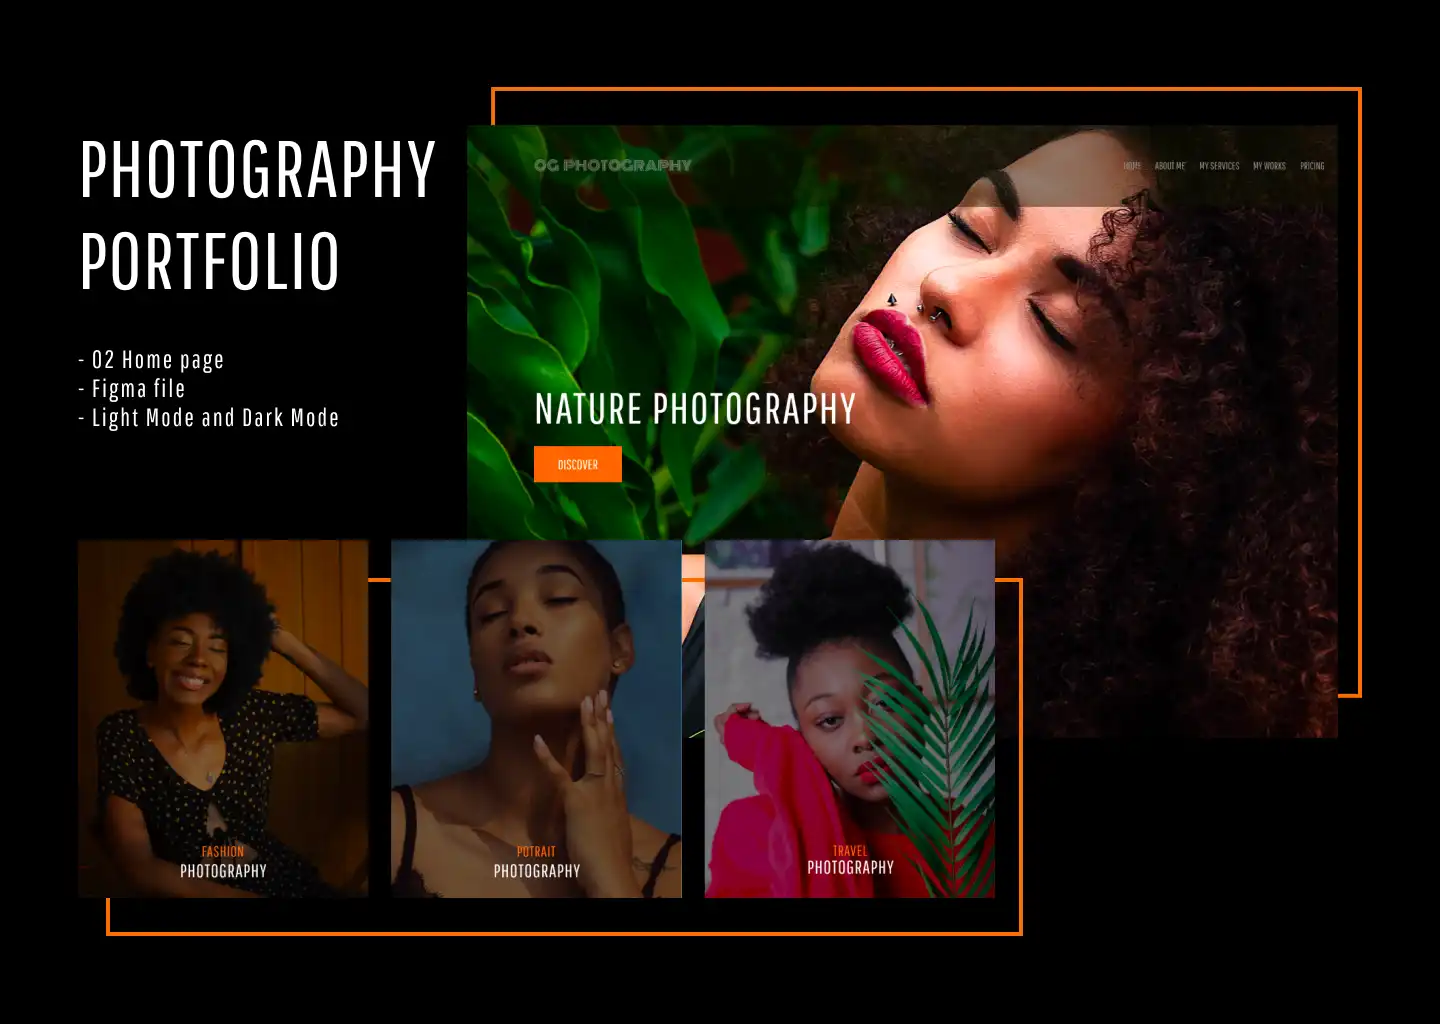 PHOTOGRAPHY
PORTFOLIO
- 02 Home page
- Figma file
- Light Mode and Dark Mode
OG PHOTOGRAPHY
HOME ABOUT ME MY SERVICES MY WORKS PRICING
NATURE PHOTOGRAPHY
DISCOVER
FASHION
PHOTOGRAPHY
POTRAIT
PHOTOGRAPHY
TRAVEL
PHOTOGRAPHY